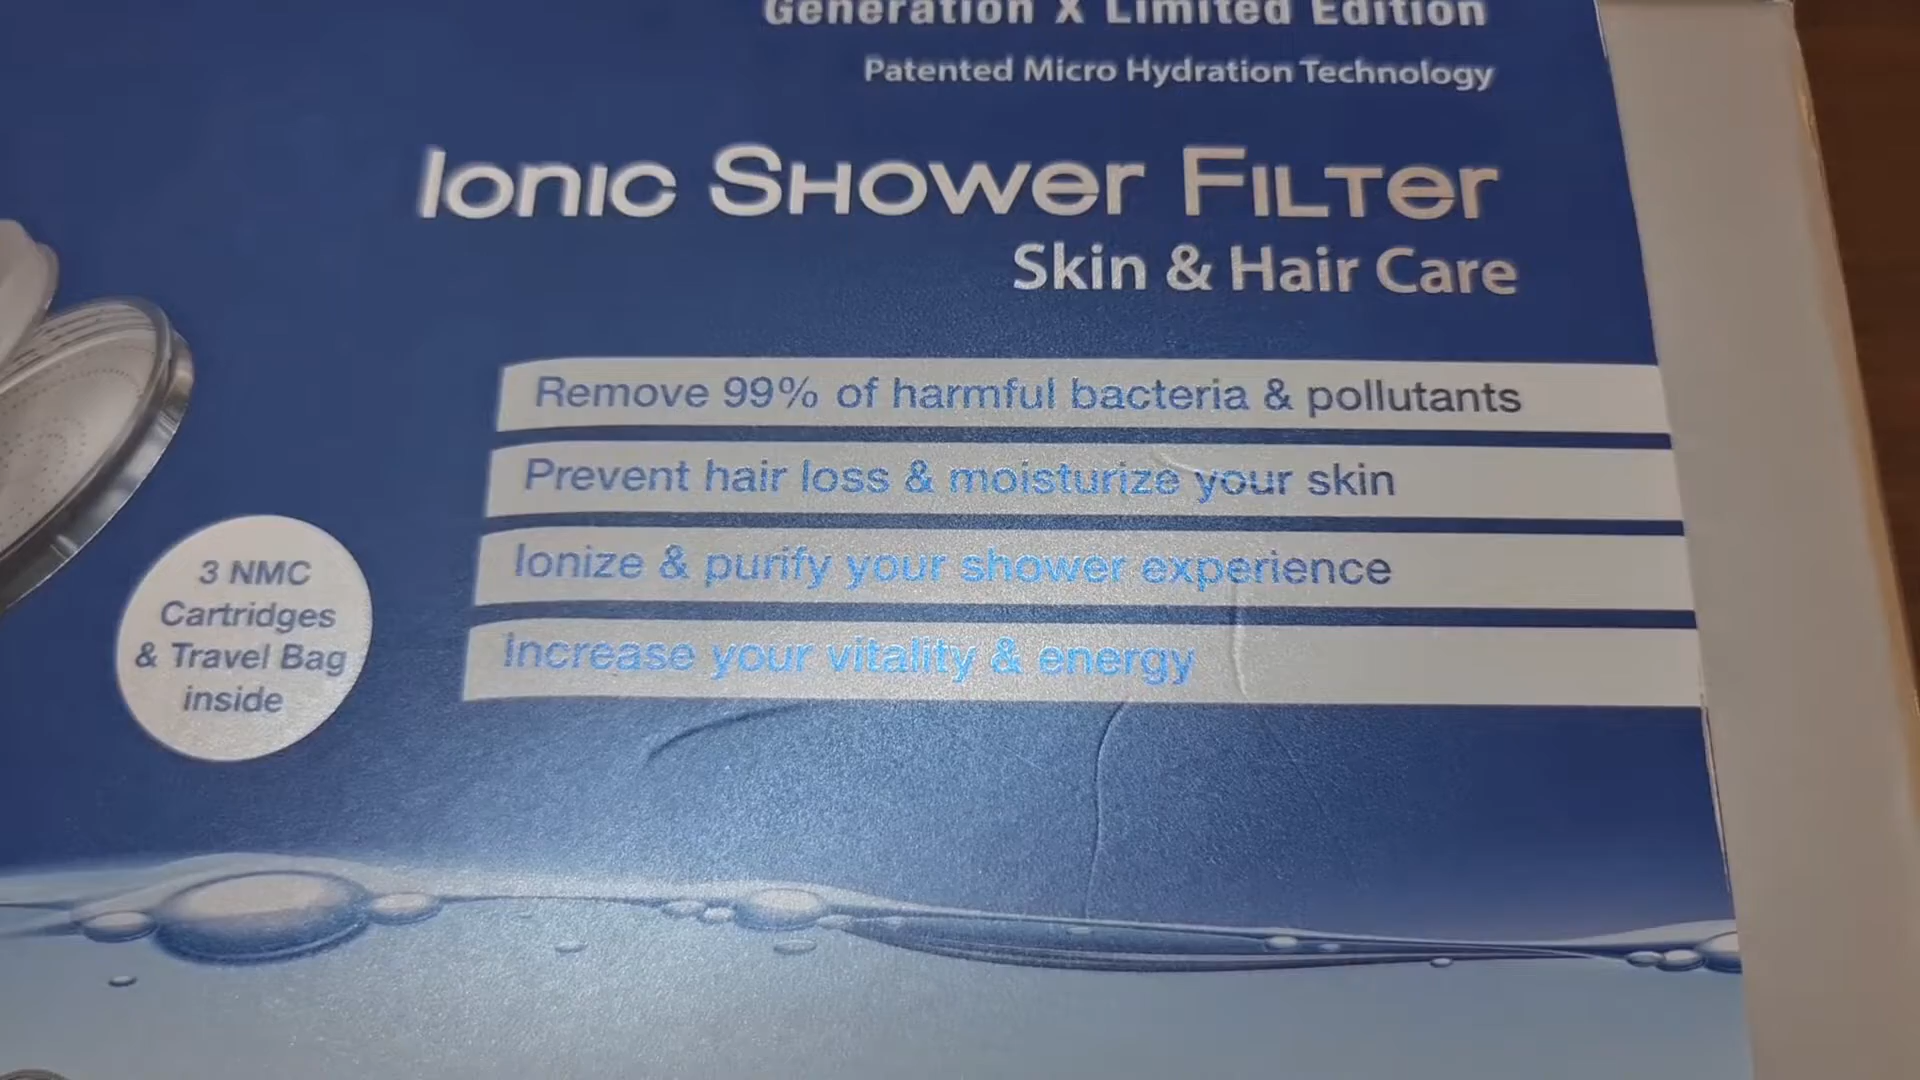 Generation X Limited Edition
Patented Micro Hydration Technology
Ionic Shower Filter
Skin & Hair Care
Remove 99% of harmful bacteria & pollutants
Prevent hair loss & moisturize your skin
Ionize & purify your shower experience
Increase your vitality & energy
3 NMC
Cartridges
& Travel Bag
inside